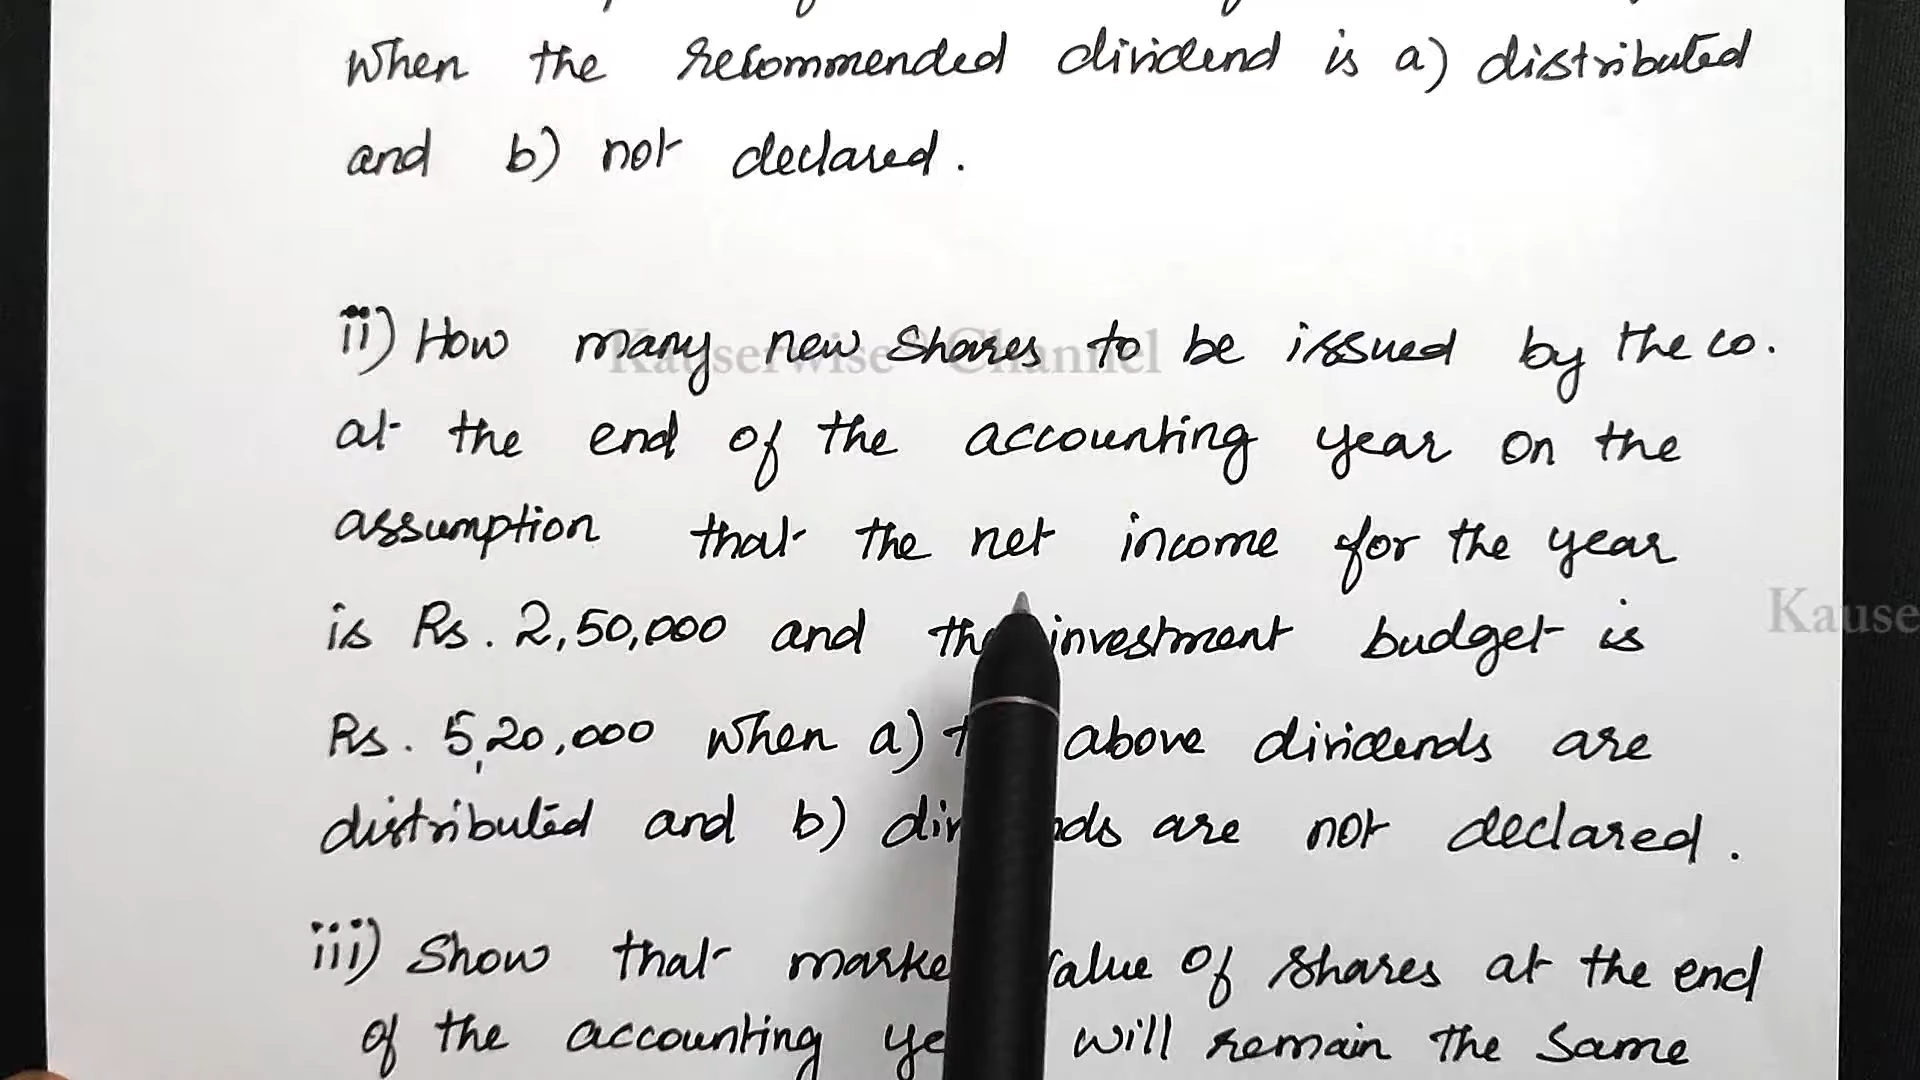 When the recommended dividend is a) distributed
and b) not declared.
ii) How many new shares to be issued by the co.
at the end of the accounting year on the
assumption that the net income for the year
is Rs. 2,50,000 and the investment budget is
Rs. 5,20,000 when a) above dividends are
distributed and b) are not declared.
iii) Show that value of shares at the end
of the accounting will remain the same
Kauserwise Channel
Kause